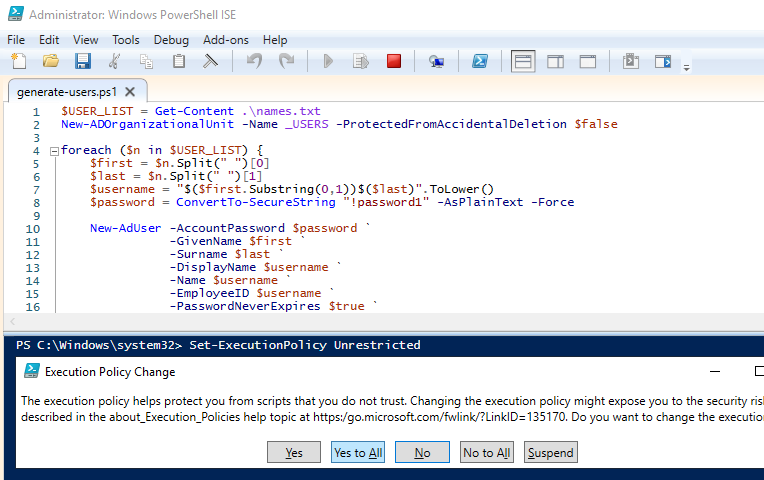 Administrator: Windows PowerShell ISE
File Edit View Tools Debug Add-ons Help
generate-users.ps1
1 $USER_LIST = Get-Content .\names.txt
2 New-ADOrganizationalUnit -Name _USERS -ProtectedFromAccidentalDeletion $false
3
4 foreach ($n in $USER_LIST) {
5 $first = $n.Split(" ")[0]
6 $last = $n.Split(" ")[1]
7 $username = "$($first.Substring(0,1))$($last)".ToLower()
8 $password = ConvertTo-SecureString "!password1" -AsPlainText -Force
9
10 New-AdUser -AccountPassword $password `
11 -GivenName $first `
12 -Surname $last `
13 -DisplayName $username `
14 -Name $username `
15 -EmployeeID $username `
16 -PasswordNeverExpires $true `
PS C:\Windows\system32> Set-ExecutionPolicy Unrestricted
Execution Policy Change
The execution policy helps protect you from scripts that you do not trust. Changing the execution policy might expose you to the security
described in the about_Execution_Policies help topic at https:/go.microsoft.com/fwlink/?LinkID=135170. Do you want to change the
Yes Yes to All No No to All Suspend